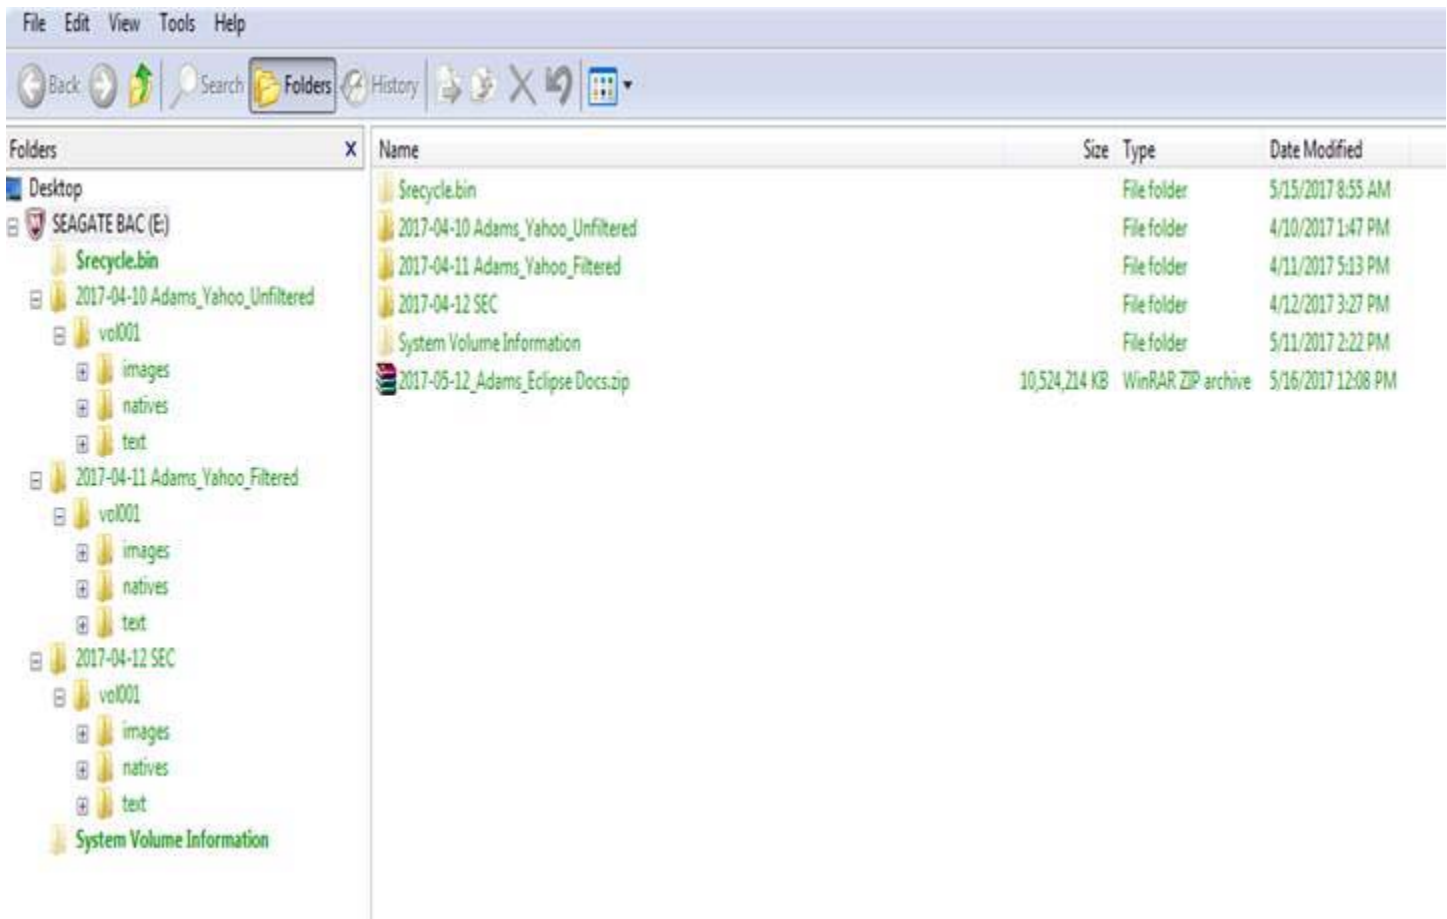 File Edit View Tools Help
Back Search Folders History
Folders X
Desktop
SEAGATE BAC (E:)
$recycle.bin
2017-04-10 Adams_Yahoo_Unfiltered
vol001
images
natives
text
2017-04-11 Adams_Yahoo_Filtered
vol001
images
natives
text
2017-04-12 SEC
vol001
images
natives
text
System Volume Information
Name Size Type Date Modified
$recycle.bin File folder 5/15/2017 8:55 AM
2017-04-10 Adams_Yahoo_Unfiltered File folder 4/10/2017 1:47 PM
2017-04-11 Adams_Yahoo_Filtered File folder 4/11/2017 5:13 PM
2017-04-12 SEC File folder 4/12/2017 3:27 PM
System Volume Information File folder 5/11/2017 2:22 PM
2017-05-12_Adams_Eclipse Docs.zip 10,524,214 KB WinRAR ZIP archive 5/16/2017 12:08 PM